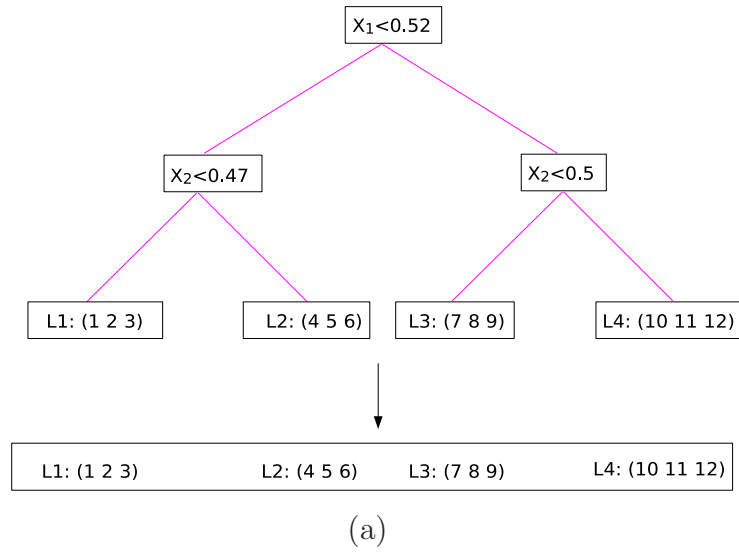 X₁<0.52
X₂<0.47 X₂<0.5
L1: (1 2 3) L2: (4 5 6) L3: (7 8 9) L4: (10 11 12)
L1: (1 2 3) L2: (4 5 6) L3: (7 8 9) L4: (10 11 12)
(a)